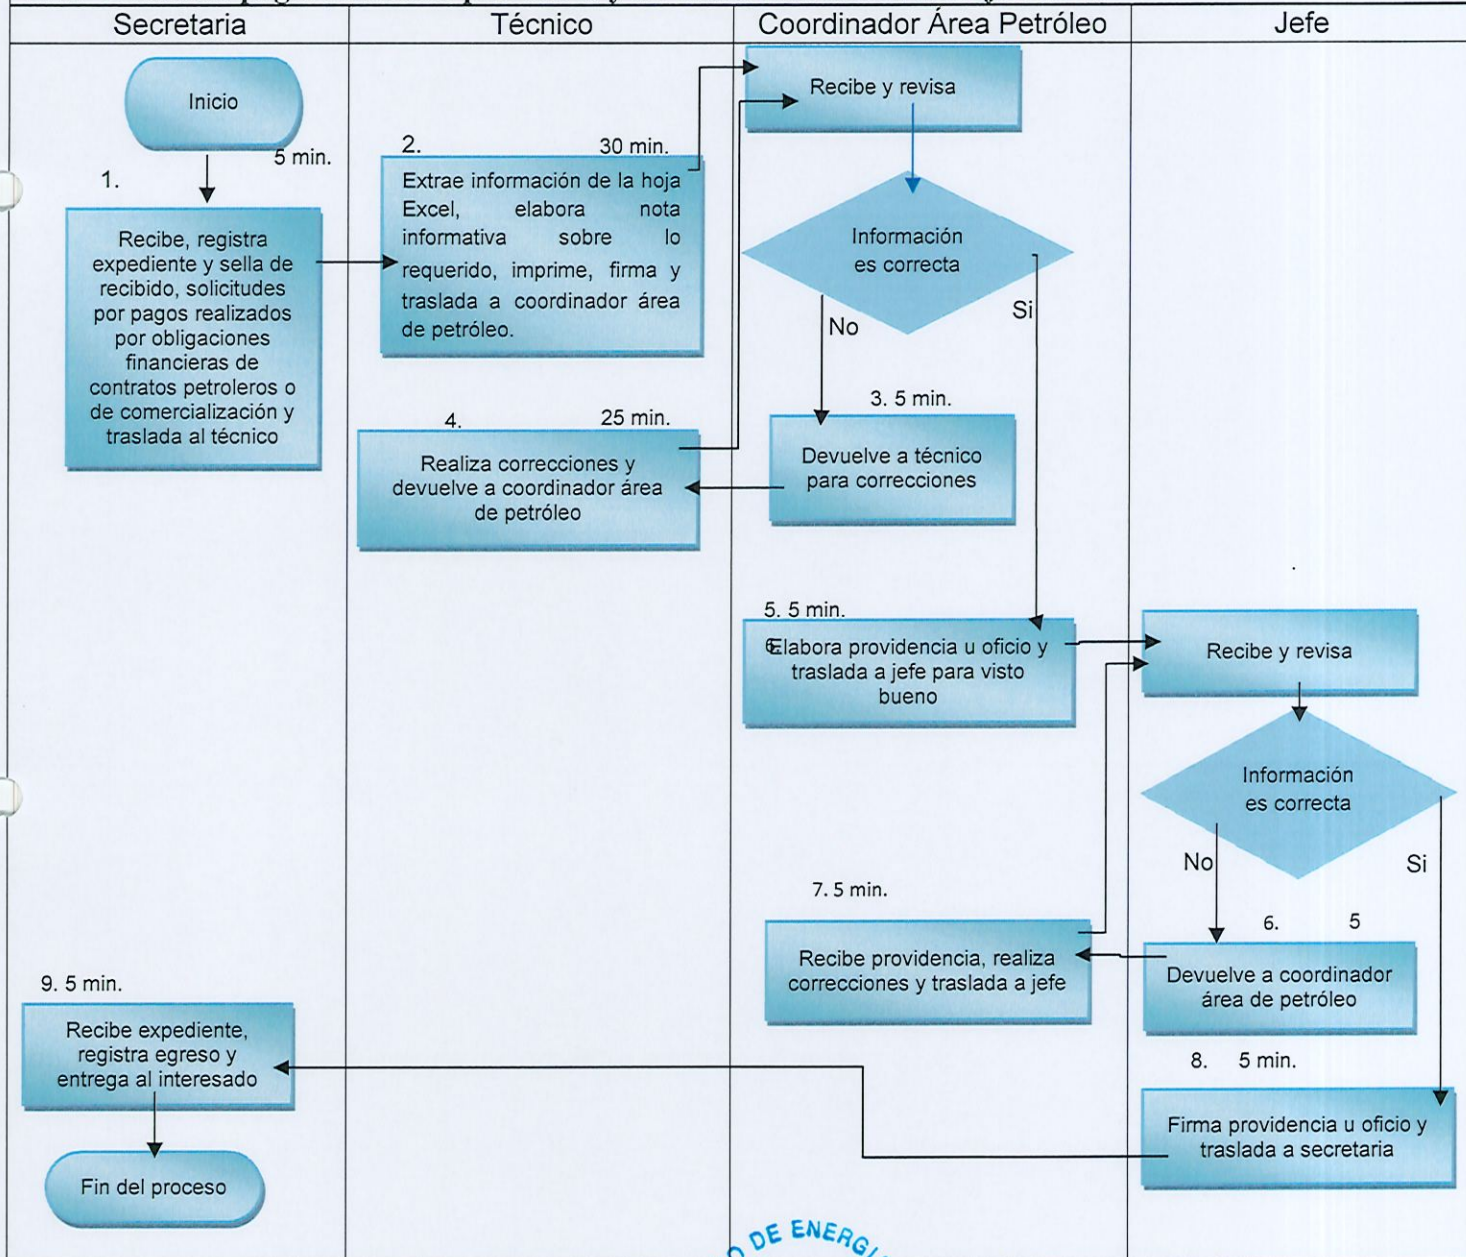 Secretaria
Técnico
Coordinador Área Petróleo
Jefe
Inicio
5 min.
1.
Recibe, registra
expediente y sella de
recibido, solicitudes
por pagos realizados
por obligaciones
financieras de
contratos petroleros o
de comercialización y
traslada al técnico
2.
30 min.
Extrae información de la hoja
Excel, elabora nota
informativa sobre lo
requerido, imprime, firma y
traslada a coordinador área
de petróleo.
Recibe y revisa
Información
es correcta
No
Si
3. 5 min.
Devuelve a técnico
para correcciones
4.
25 min.
Realiza correcciones y
devuelve a coordinador área
de petróleo
5. 5 min.
6.
Elabora providencia u oficio y
traslada a jefe para visto
bueno
Recibe y revisa
Información
es correcta
No
Si
6. 5
Devuelve a coordinador
área de petróleo
7. 5 min.
Recibe providencia, realiza
correcciones y traslada a jefe
8. 5 min.
Firma providencia u oficio y
traslada a secretaria
9. 5 min.
Recibe expediente,
registra egreso y
entrega al interesado
Fin del proceso
DE ENERG